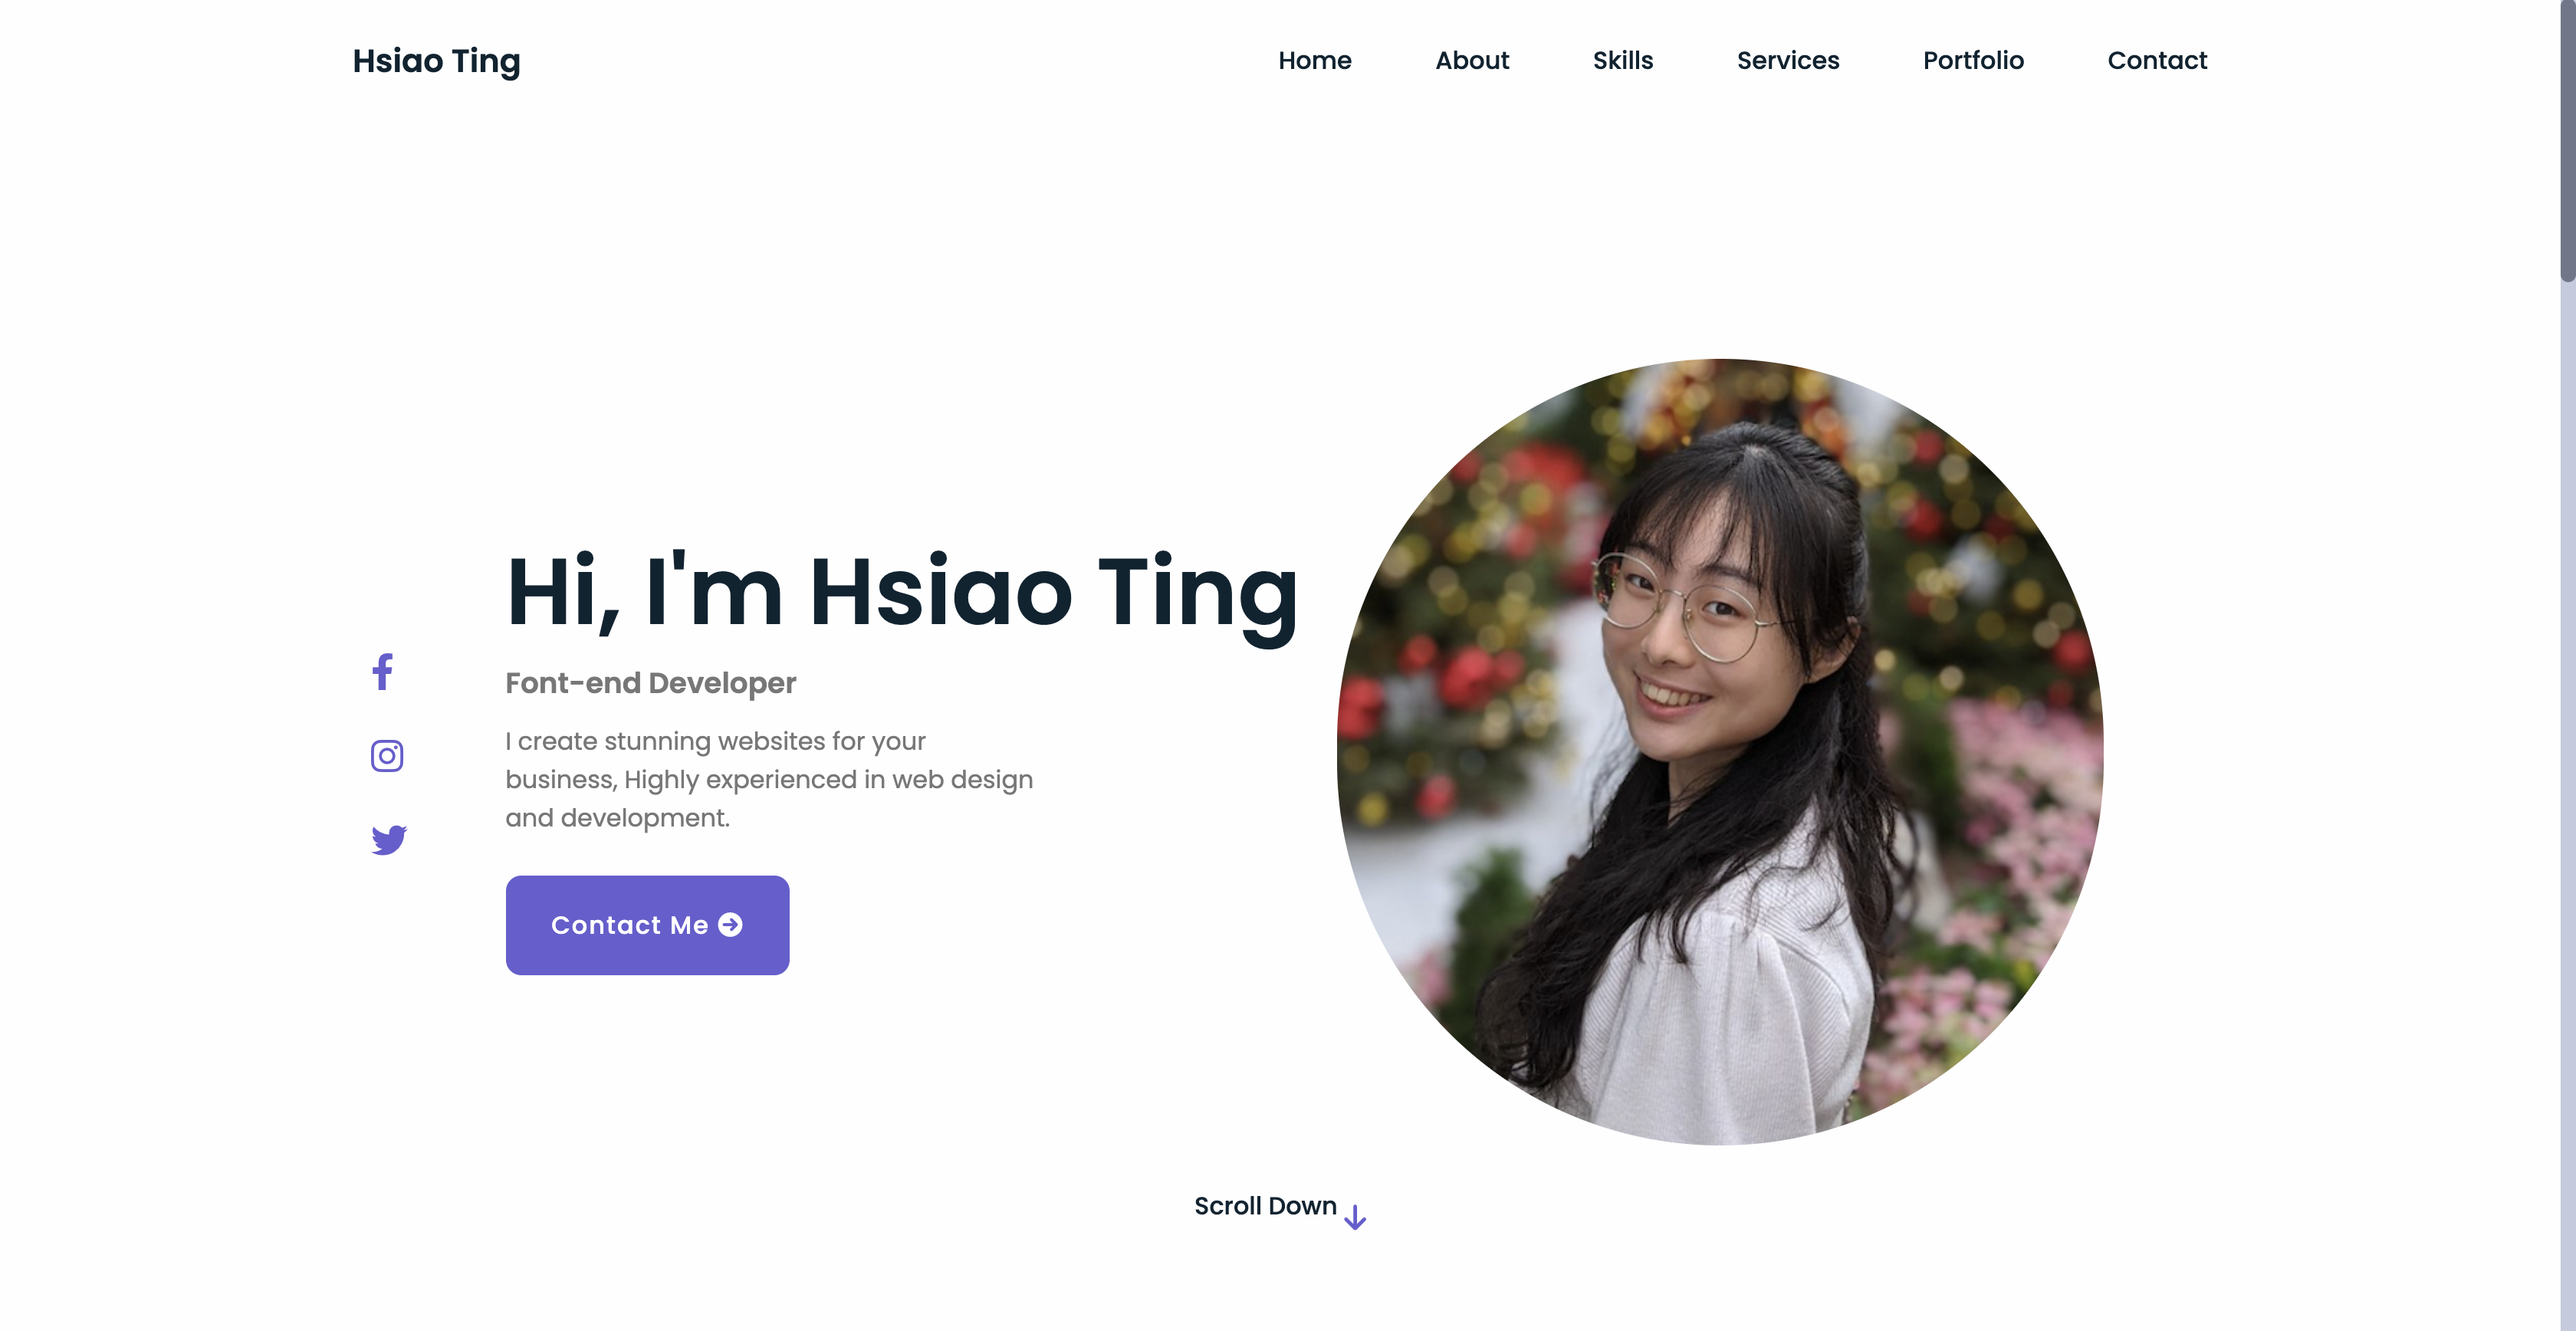 Hsiao Ting
Home
About
Skills
Services
Portfolio
Contact
Hi, I'm Hsiao Ting
Font-end Developer
I create stunning websites for your
business, Highly experienced in web design
and development.
Contact Me
Scroll Down